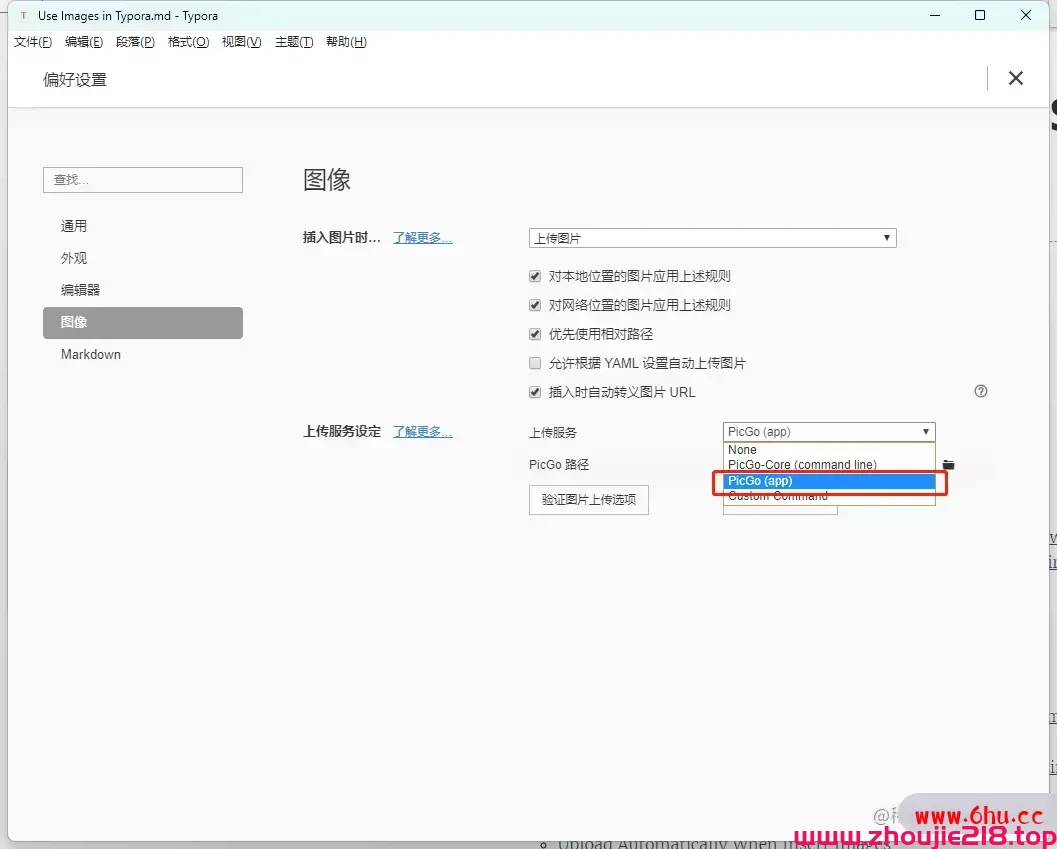 T Use Images in Typora.md - Typora
文件(F) 编辑(E) 段落(P) 格式(O) 视图(V) 主题(T) 帮助(H)
偏好设置
查找...
通用
外观
编辑器
图像
Markdown
图像
插入图片时... 了解更多... 上传图片
对本地位置的图片应用上述规则
对网络位置的图片应用上述规则
优先使用相对路径
允许根据 YAML 设置自动上传图片
插入时自动转义图片 URL
上传服务设定 了解更多... 上传服务 PicGo (app)
None
PicGo 路径 PicGo-Core (command line)
PicGo (app)
验证图片上传选项 Custom Command
@稀
www.6hu.cc
www.zhoujie218.top
Upload Automatically When Insert Images